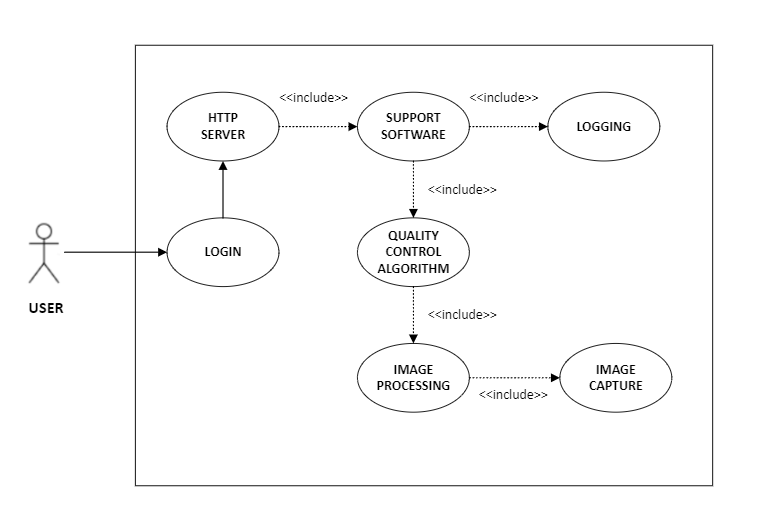 <<include>>
<<include>>
HTTP
SERVER
SUPPORT
SOFTWARE
LOGGING
<<include>>
LOGIN
QUALITY
CONTROL
ALGORITHM
USER
<<include>>
IMAGE
PROCESSING
IMAGE
CAPTURE
<<include>>